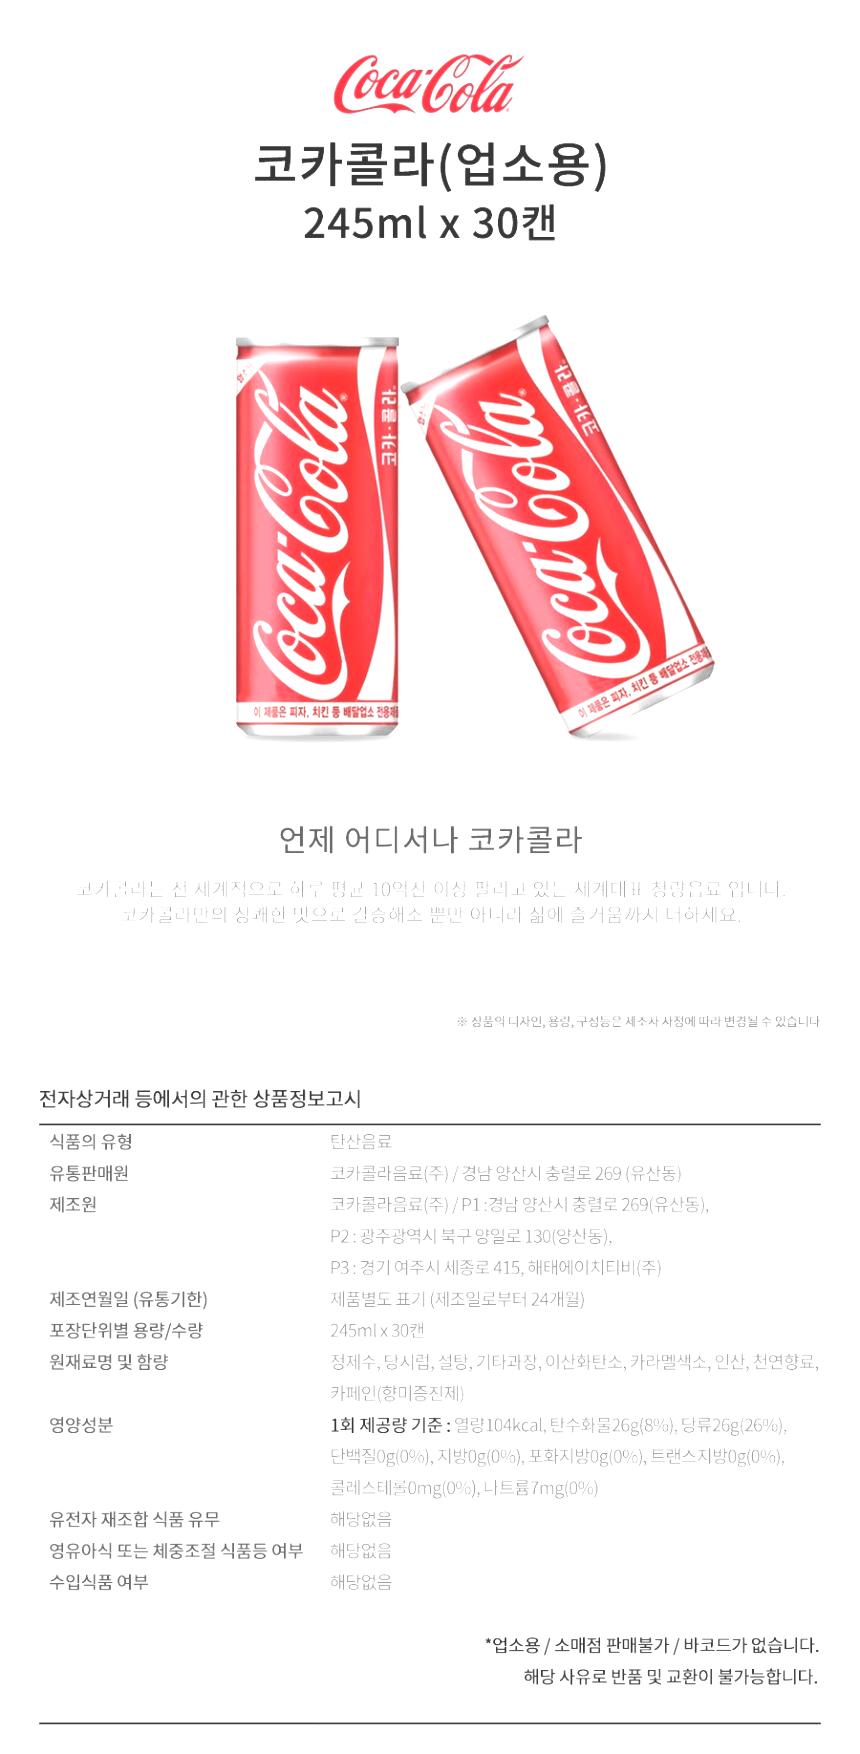 Coca-Cola
코카콜라(업소용)
245ml x 30캔
Coca-Cola
코카·콜라
이 제품은 피자, 치킨 등 배달업소 전용제품
Coca-Cola
코카·콜라
이 제품은 피자, 치킨 등 배달업소 전용제품
언제 어디서나 코카콜라
코카콜라는 전 세계적으로 하루 평균 10억잔 이상 팔리고 있는 세계대표 청량음료 입니다.
코카콜라만의 상쾌한 맛으로 갈증해소 뿐만 아니라 삶에 즐거움까지 더하세요.
※ 상품의 디자인, 용량, 구성등은 제조사 사정에 따라 변경될 수 있습니다
전자상거래 등에서의 관한 상품정보고시
식품의 유형 탄산음료
유통판매원 코카콜라음료(주) / 경남 양산시 충렬로 269 (유산동)
제조원 코카콜라음료(주) / P1 :경남 양산시 충렬로 269(유산동),
P2 : 광주광역시 북구 양일로 130(양산동),
P3 : 경기 여주시 세종로 415, 해태에이치티비(주)
제조연월일 (유통기한) 제품별도 표기 (제조일로부터 24개월)
포장단위별 용량/수량 245ml x 30캔
원재료명 및 함량 정제수, 당시럽, 설탕, 기타과장, 이산화탄소, 카라멜색소, 인산, 천연향료,
카페인(향미증진제)
영양성분 1회 제공량 기준 : 열량104kcal, 탄수화물26g(8%), 당류26g(26%),
단백질0g(0%), 지방0g(0%), 포화지방0g(0%), 트랜스지방0g(0%),
콜레스테롤0mg(0%), 나트륨7mg(0%)
유전자 재조합 식품 유무 해당없음
영유아식 또는 체중조절 식품등 여부 해당없음
수입식품 여부 해당없음
*업소용 / 소매점 판매불가 / 바코드가 없습니다.
해당 사유로 반품 및 교환이 불가능합니다.